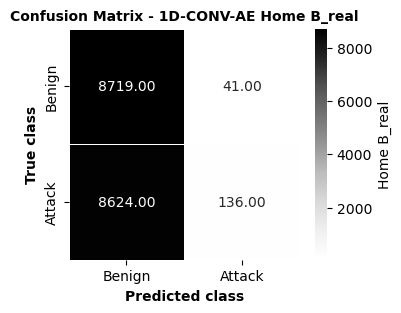 Confusion Matrix - 1D-CONV-AE Home B_real
True class
Benign
8719.00
41.00
Attack
8624.00
136.00
Benign
Attack
Predicted class
8000
6000
4000
2000
Home B_real